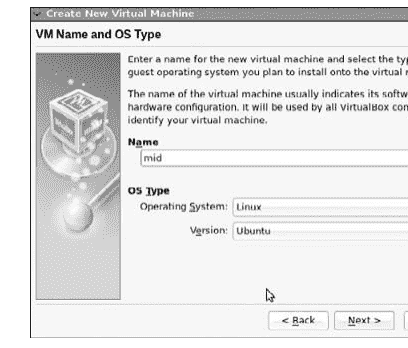 Create New Virtual Machine
VM Name and OS Type
Enter a name for the new virtual machine and select the
guest operating system you plan to install onto the virtual
The name of the virtual machine usually indicates its
hardware configuration. It will be used by all VirtualBox
identify your virtual machine.
Name
mid
OS Type
Operating System: Linux
Version: Ubuntu
< Back Next >